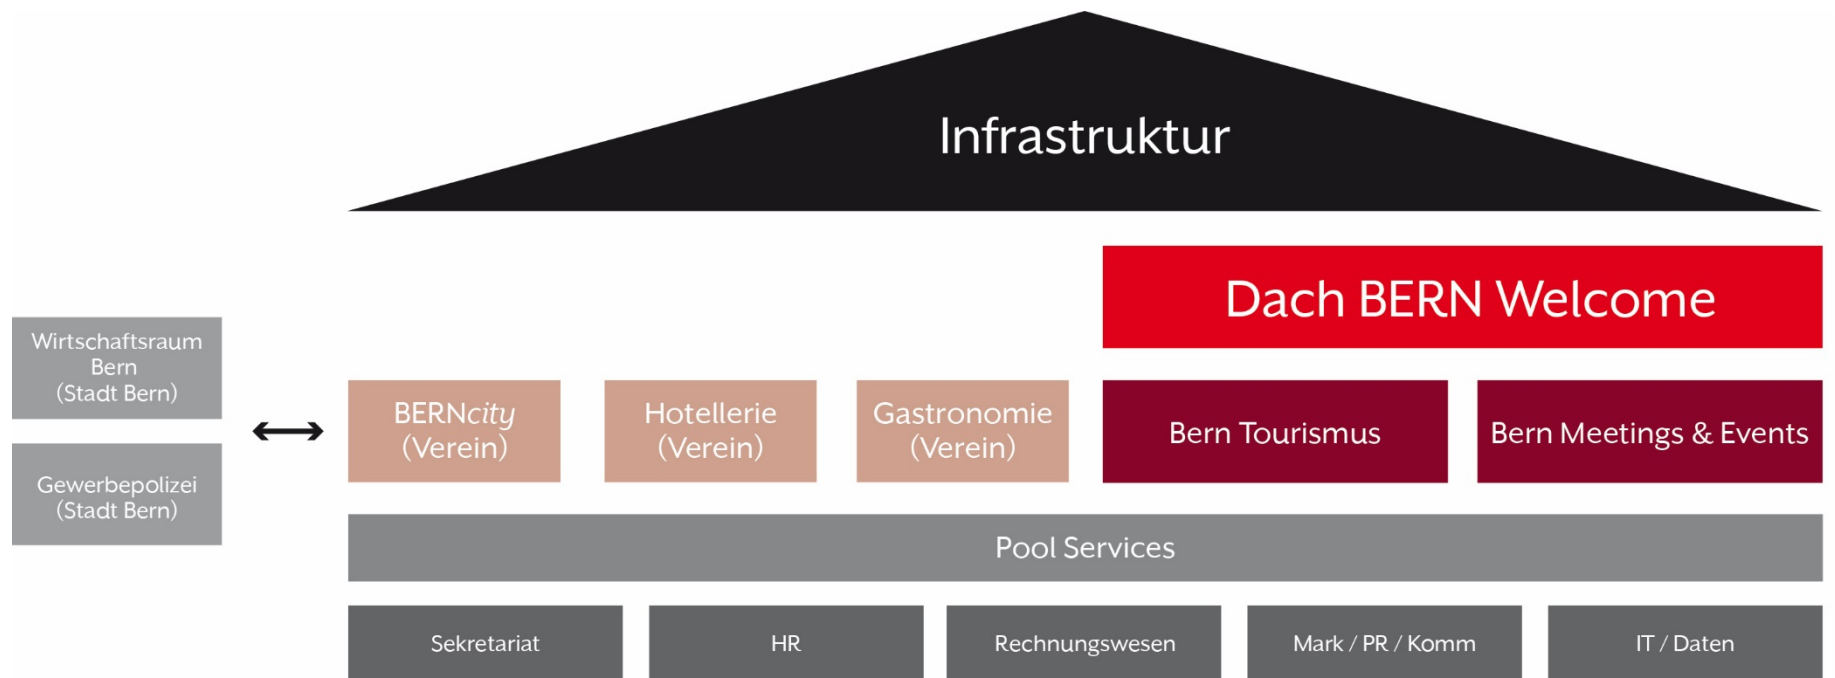 Infrastruktur
Dach BERN Welcome
Wirtschaftsraum
Bern
(Stadt Bern)
Gewerbepolizei
(Stadt Bern)
BERNcity
(Verein)
Hotellerie
(Verein)
Gastronomie
(Verein)
Bern Tourismus
Bern Meetings & Events
Pool Services
Sekretariat
HR
Rechnungswesen
Mark / PR / Komm
IT / Daten